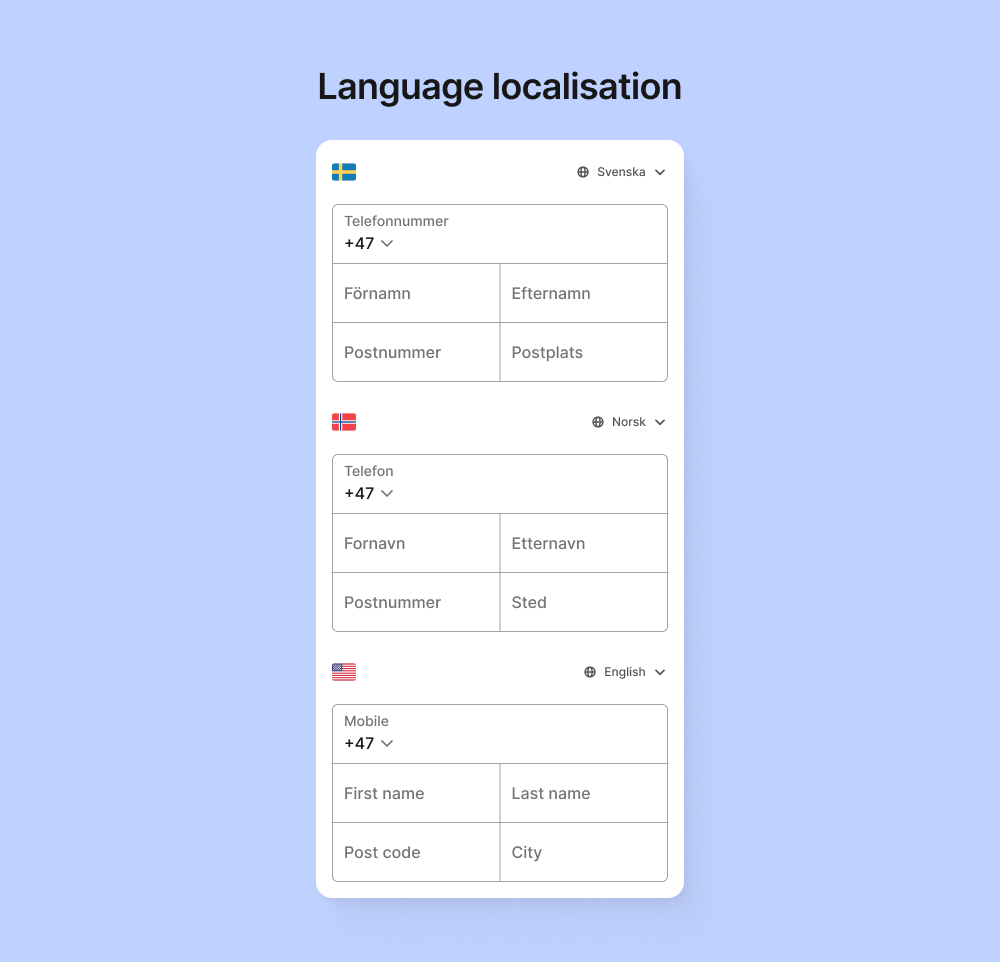 Language localisation
Svenska
Telefonnummer
+47
Förnamn Efternamn
Postnummer Postplats
Norsk
Telefon
+47
Fornavn Etternavn
Postnummer Sted
English
Mobile
+47
First name Last name
Post code City